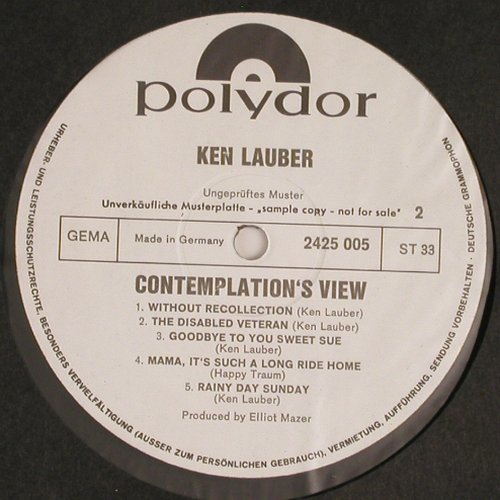 polydor
KEN LAUBER
Ungeprüftes Muster
Unverkäufliche Musterplatte - „sample copy - not for sale" 2
GEMA Made in Germany 2425 005 ST 33
CONTEMPLATION'S VIEW
1. WITHOUT RECOLLECTION (Ken Lauber)
2. THE DISABLED VETERAN (Ken Lauber)
3. GOODBYE TO YOU SWEET SUE
(Ken Lauber)
4. MAMA, IT'S SUCH A LONG RIDE HOME
(Happy Traum)
5. RAINY DAY SUNDAY
(Ken Lauber)
Produced by Elliot Mazer
URHEBER- UND LEISTUNGSSCHUTZRECHTE, BESONDERS VERVIELFÄLTIGUNG (AUSSER ZUM PERSÖNLICHEN GEBRAUCH), VERMIETUNG, AUFFÜHRUNG, SENDUNG VORBEHALTEN · DEUTSCHE GRAMMOPHON